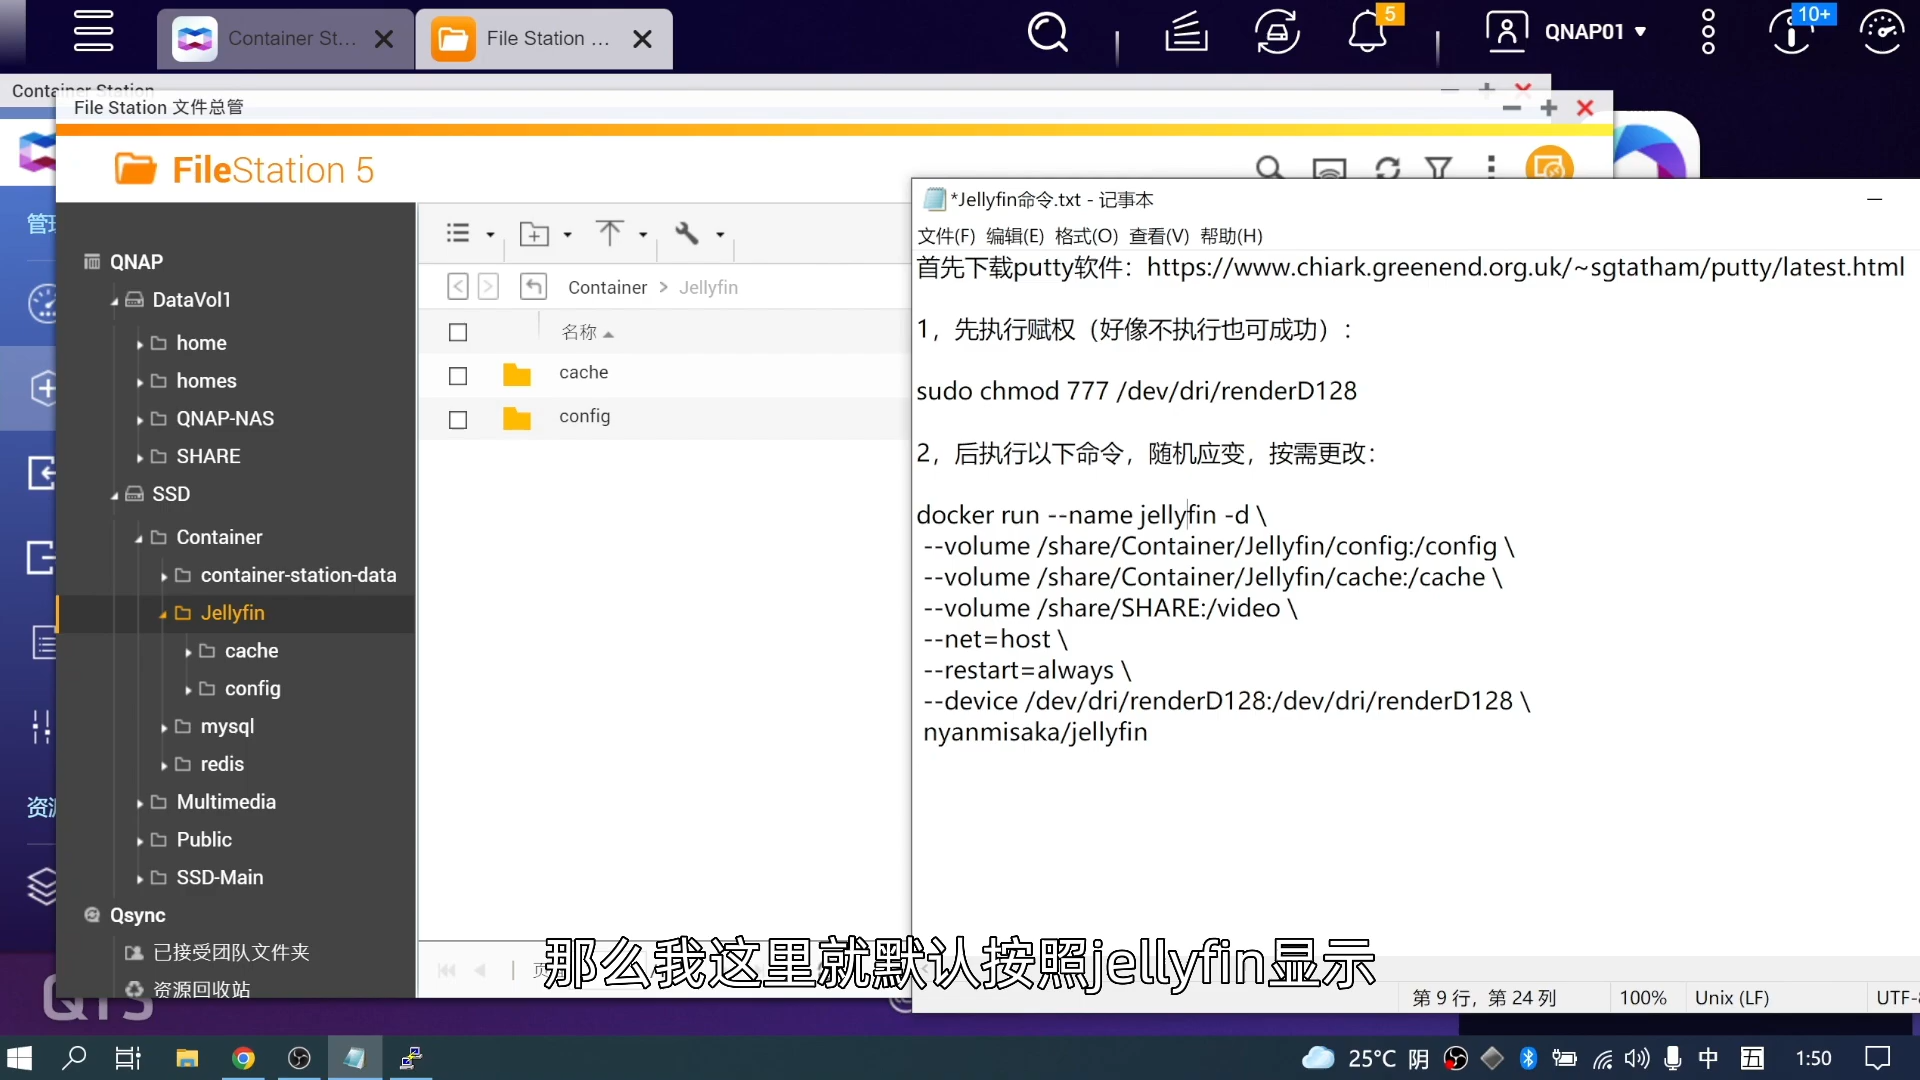 Container St...
File Station ...
5
QNAP01
10+
Container Station
File Station 文件总管
FileStation 5
管
QNAP
DataVol1
home
homes
QNAP-NAS
SHARE
SSD
Container
container-station-data
Jellyfin
cache
config
mysql
redis
Multimedia
Public
SSD-Main
Qsync
已接受团队文件夹
资源回收站
资源
QTS
Container > Jellyfin
名称
cache
config
*Jellyfin命令.txt - 记事本
文件(F) 编辑(E) 格式(O) 查看(V) 帮助(H)
首先下载putty软件：https://www.chiark.greenend.org.uk/~sgtatham/putty/latest.html
1，先执行赋权（好像不执行也可成功）：
sudo chmod 777 /dev/dri/renderD128
2，后执行以下命令，随机应变，按需更改：
docker run --name jellyfin -d \
--volume /share/Container/Jellyfin/config:/config \
--volume /share/Container/Jellyfin/cache:/cache \
--volume /share/SHARE:/video \
--net=host \
--restart=always \
--device /dev/dri/renderD128:/dev/dri/renderD128 \
nyanmisaka/jellyfin
那么我这里就默认按照jellyfin显示
第 9 行，第 24 列
100%
Unix (LF)
UTF-8
25°C 阴
中
五
1:50